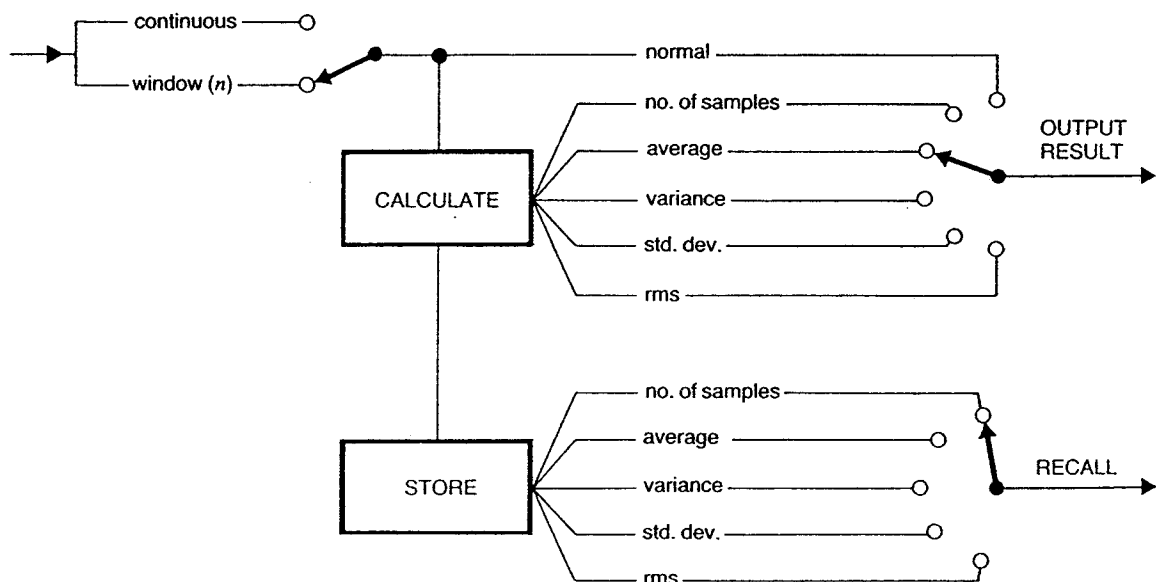 continuous
window (n)
normal
no. of samples
average
variance
std. dev.
rms
OUTPUT
RESULT
CALCULATE
no. of samples
average
variance
std. dev.
rms
RECALL
STORE